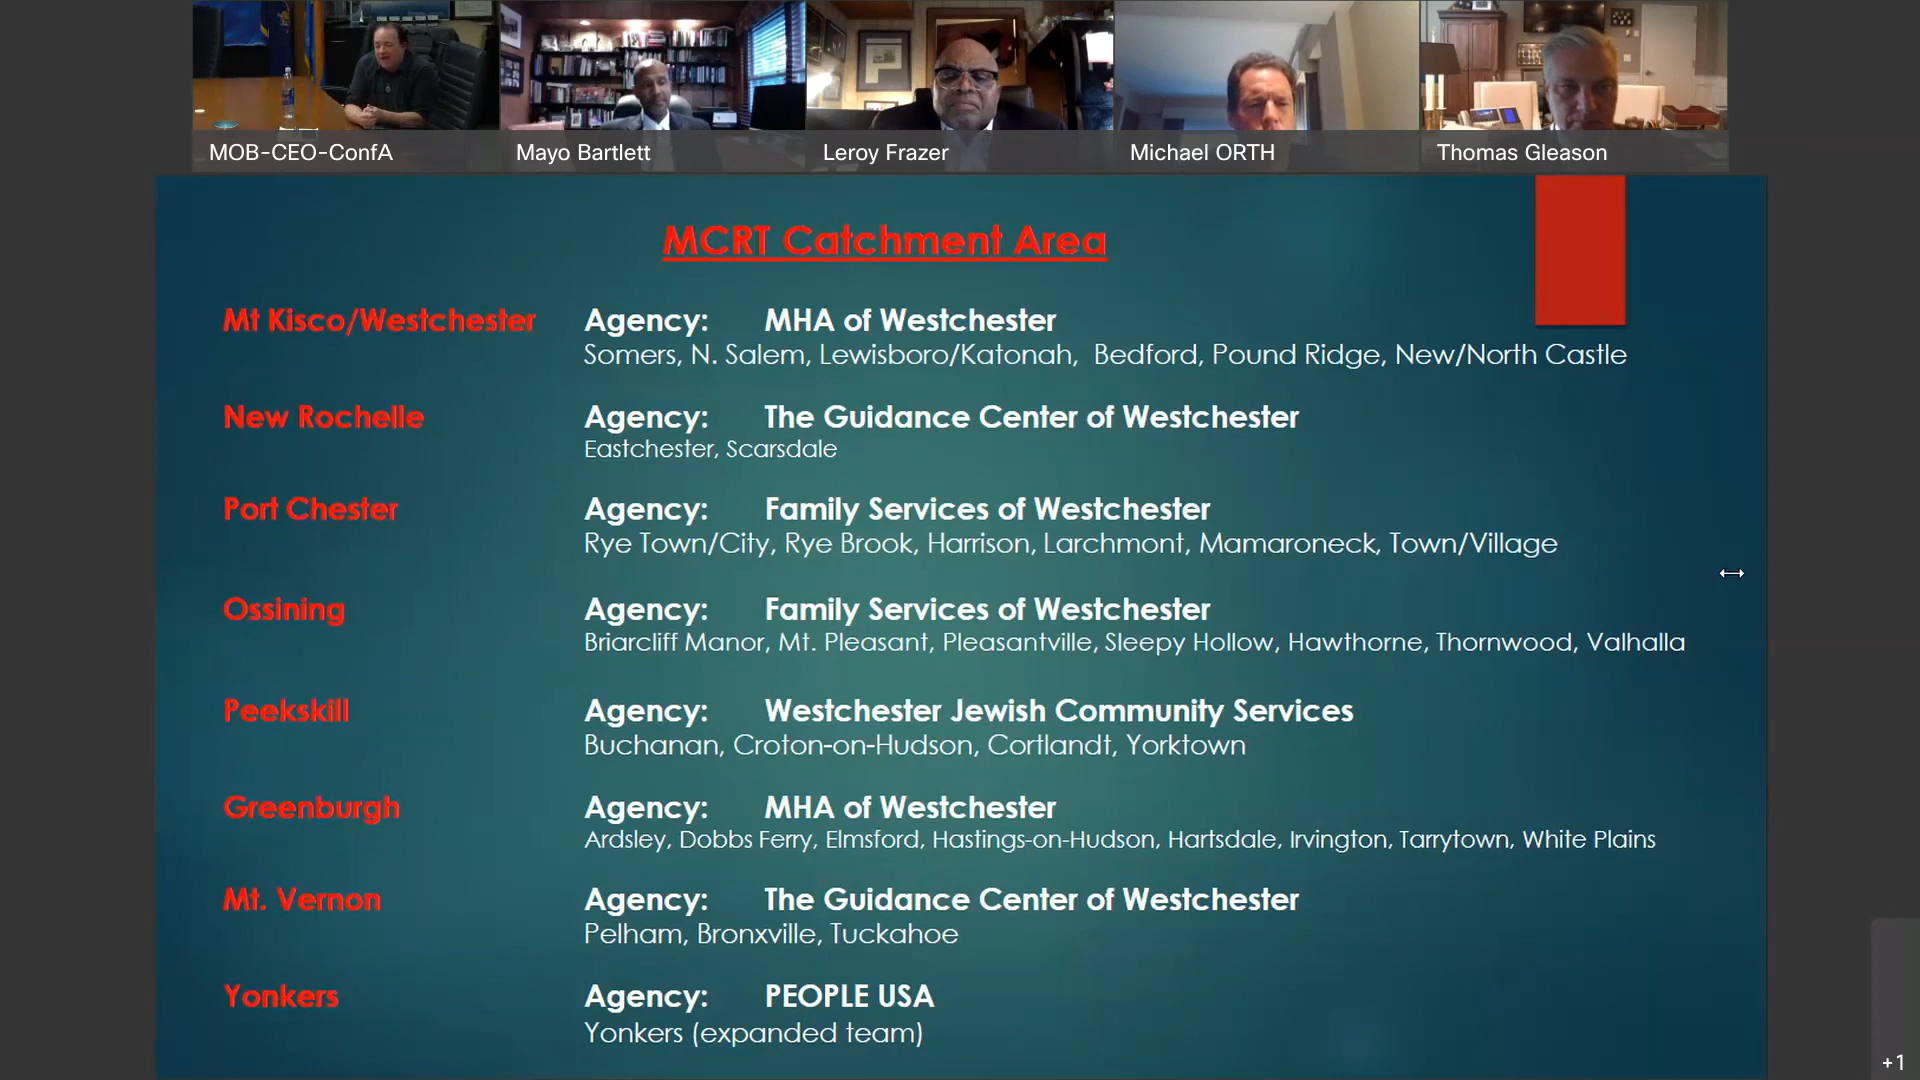 MOB-CEO-ConfA
Mayo Bartlett
Leroy Frazer
Michael ORTH
Thomas Gleason
MCRT Catchment Area
Mt Kisco/Westchester Agency: MHA of Westchester
Somers, N. Salem, Lewisboro/Katonah, Bedford, Pound Ridge, New/North Castle
New Rochelle Agency: The Guidance Center of Westchester
Eastchester, Scarsdale
Port Chester Agency: Family Services of Westchester
Rye Town/City, Rye Brook, Harrison, Larchmont, Mamaroneck, Town/Village
Ossining Agency: Family Services of Westchester
Briarcliff Manor, Mt. Pleasant, Pleasantville, Sleepy Hollow, Hawthorne, Thornwood, Valhalla
Peekskill Agency: Westchester Jewish Community Services
Buchanan, Croton-on-Hudson, Cortlandt, Yorktown
Greenburgh Agency: MHA of Westchester
Ardsley, Dobbs Ferry, Elmsford, Hastings-on-Hudson, Hartsdale, Irvington, Tarrytown, White Plains
Mt. Vernon Agency: The Guidance Center of Westchester
Pelham, Bronxville, Tuckahoe
Yonkers Agency: PEOPLE USA
Yonkers (expanded team)
+1